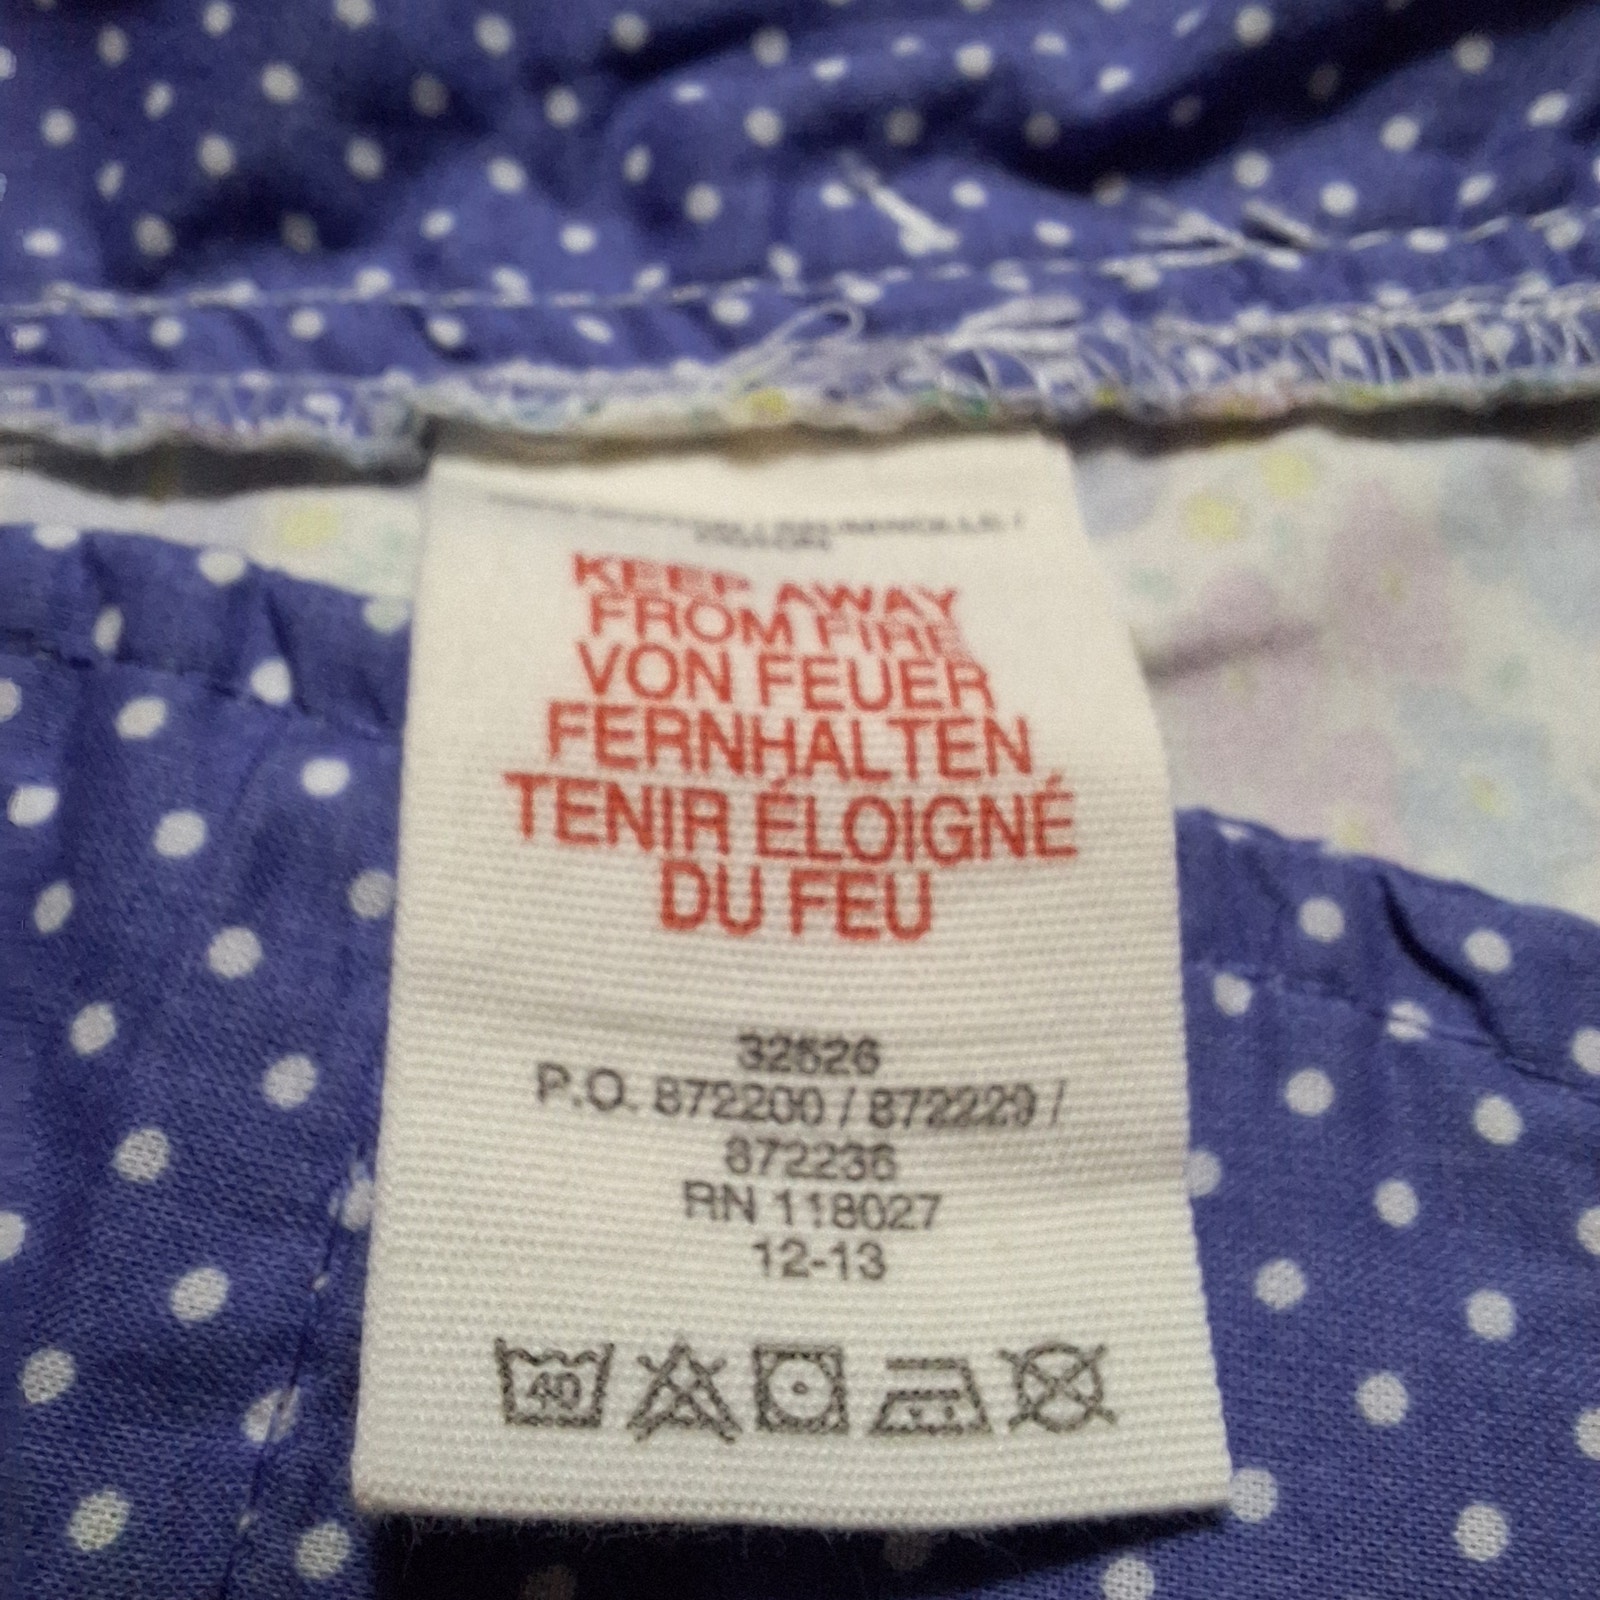 KEEP AWAY
FROM FIRE
VON FEUER
FERNHALTEN
TENIR ÉLOIGNÉ
DU FEU
32526
P.O. 872200 / 872229 /
872236
RN 118027
12-13
40